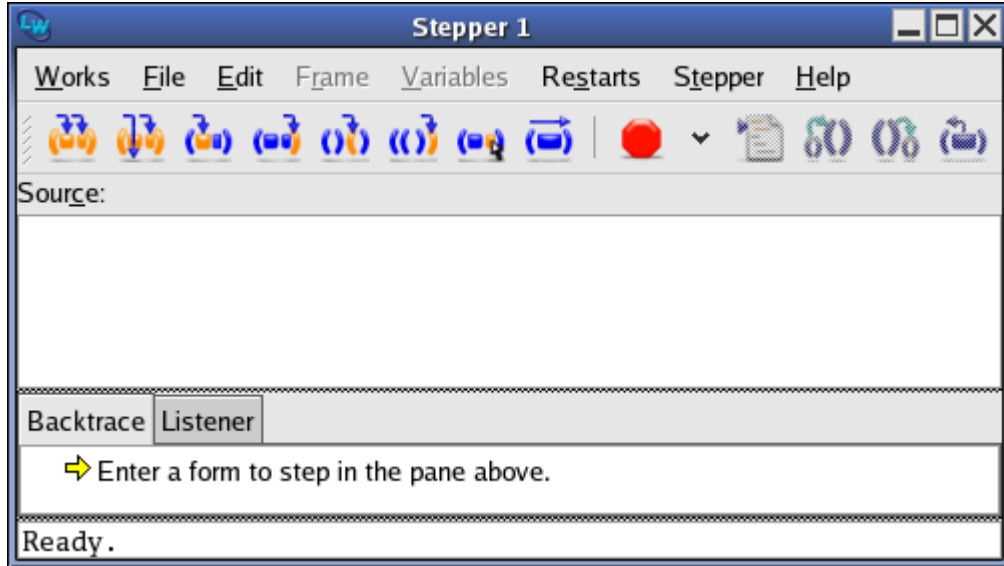 LW Stepper 1
Works File Edit Frame Variables Restarts Stepper Help
Source:
Backtrace Listener
Enter a form to step in the pane above.
Ready.